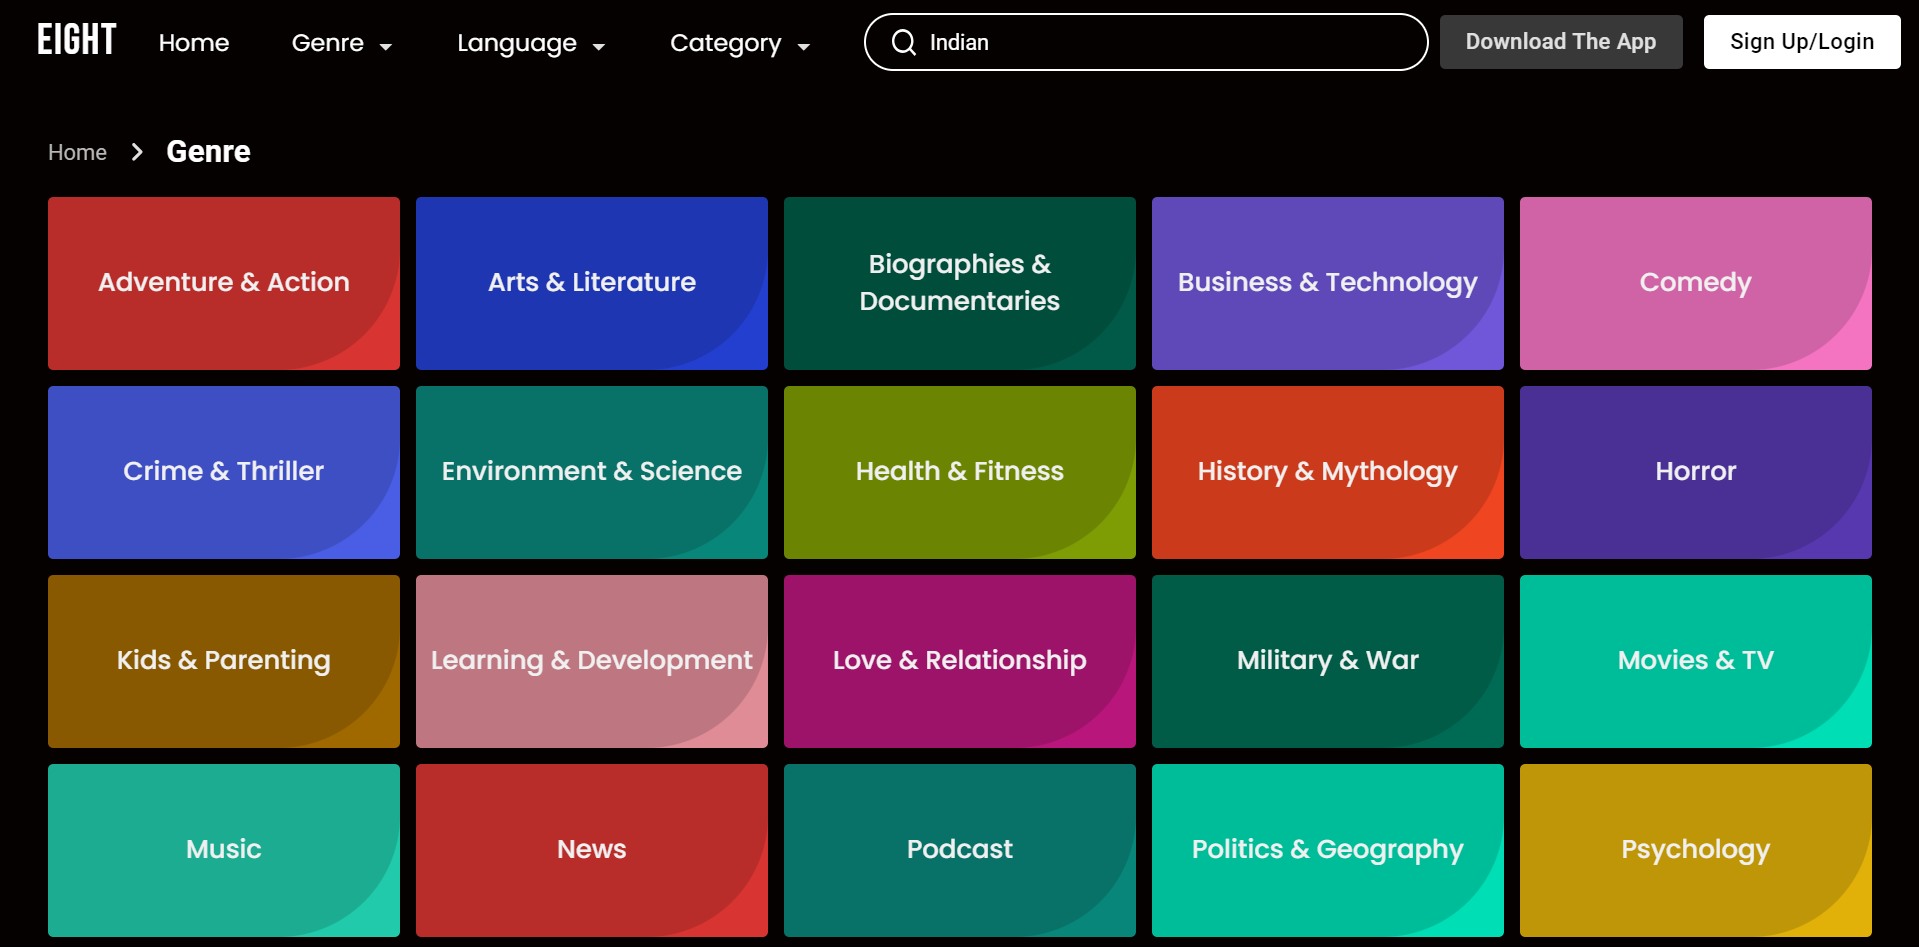 EIGHT
Home
Genre
Language
Category
Indian
Download The App
Sign Up/Login
Home
Genre
Adventure & Action
Arts & Literature
Biographies &
Documentaries
Business & Technology
Comedy
Crime & Thriller
Environment & Science
Health & Fitness
History & Mythology
Horror
Kids & Parenting
Learning & Development
Love & Relationship
Military & War
Movies & TV
Music
News
Podcast
Politics & Geography
Psychology